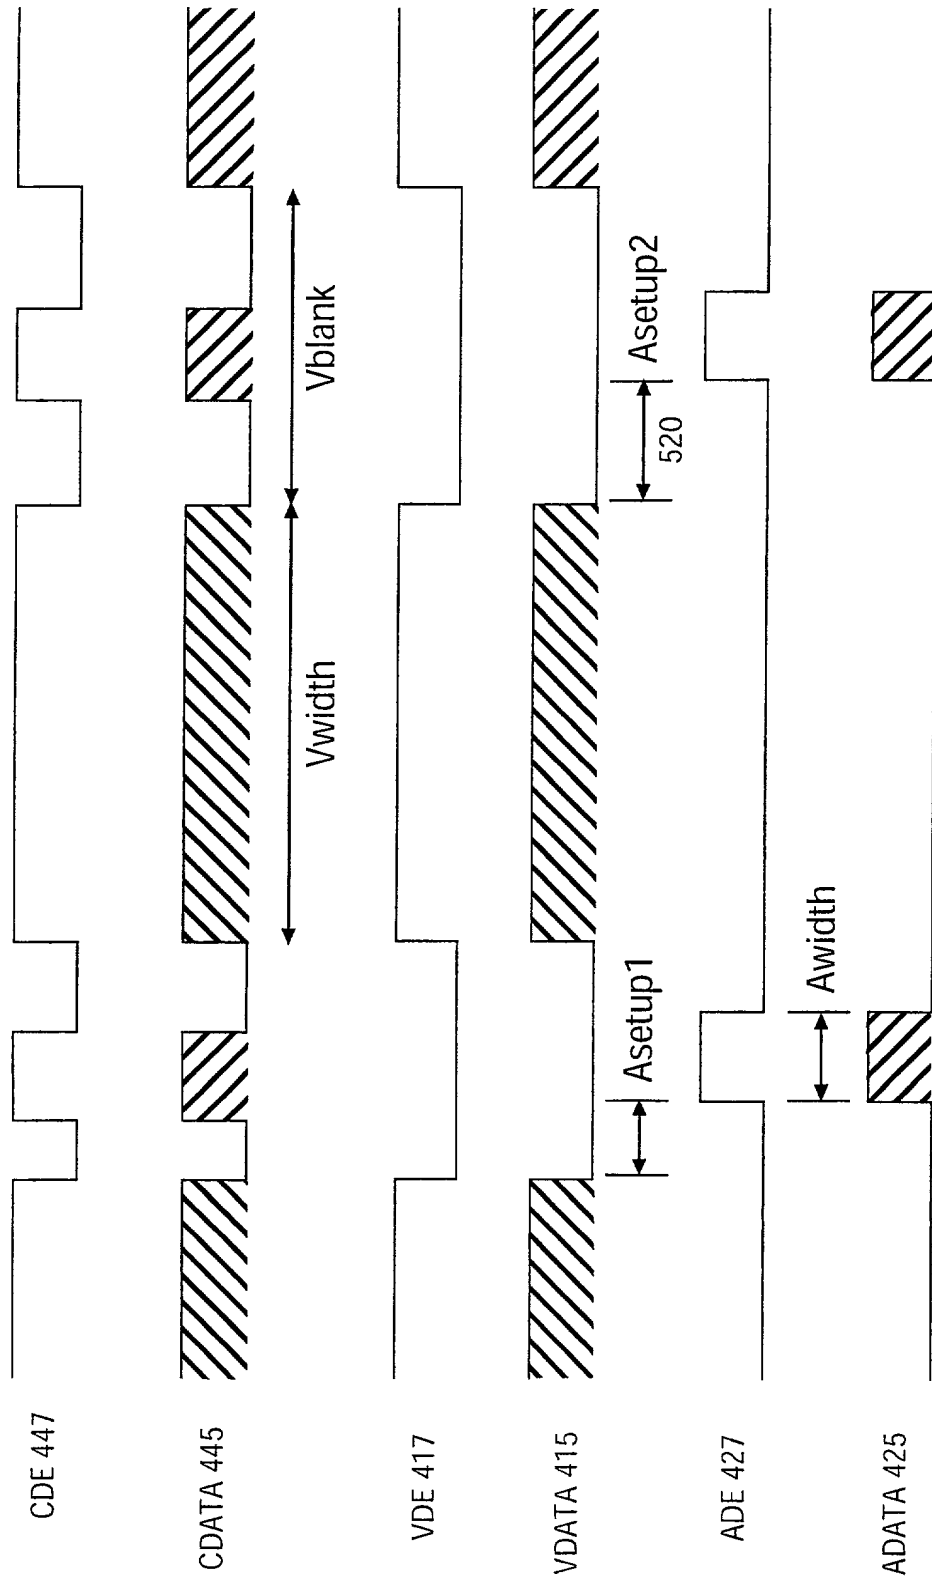 CDE 447
CDATA 445
Vwidth
Vblank
VDE 417
VDATA 415
Asetup1
Asetup2
520
ADE 427
Awidth
ADATA 425